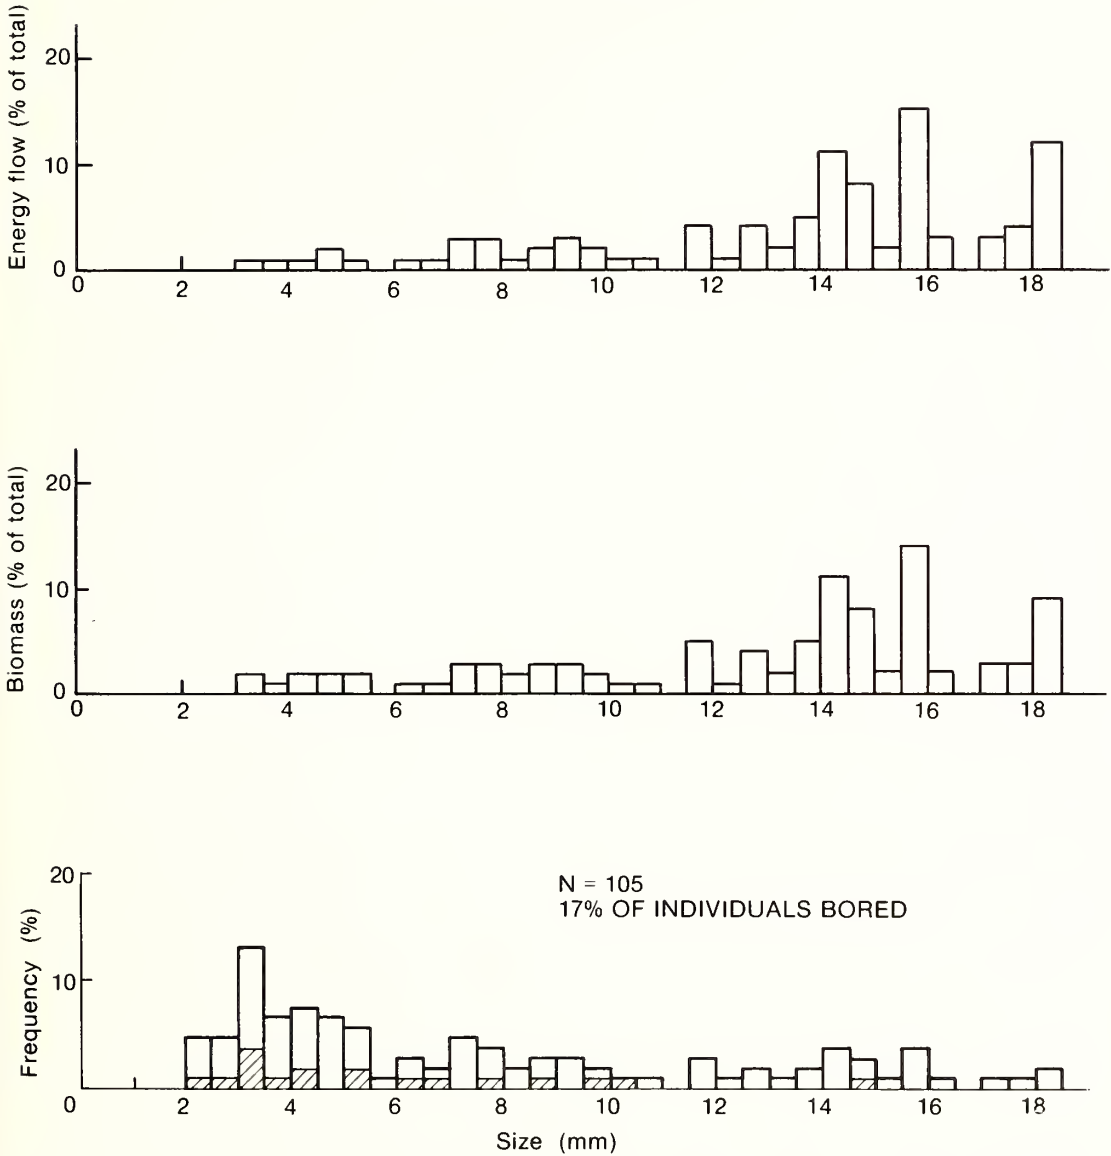 Energy flow (% of total)
20
10
0
0 2 4 6 8 10 12 14 16 18
Biomass (% of total)
20
10
0
0 2 4 6 8 10 12 14 16 18
Frequency (%)
20
10
N = 105
17% OF INDIVIDUALS BORED
0 2 4 6 8 10 12 14 16 18
Size (mm)